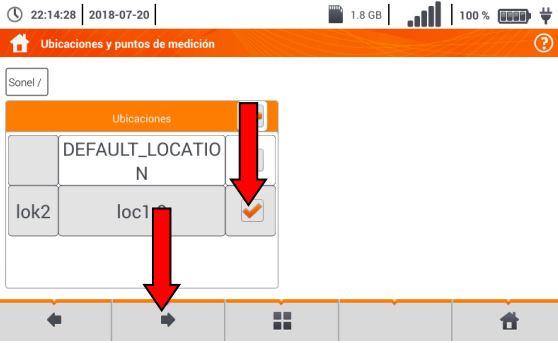 22:14:28 2018-07-20 1.8 GB 100 %
Ubicaciones y puntos de medición
Sonel /
Ubicaciones
DEFAULT_LOCATIO
N
lok2